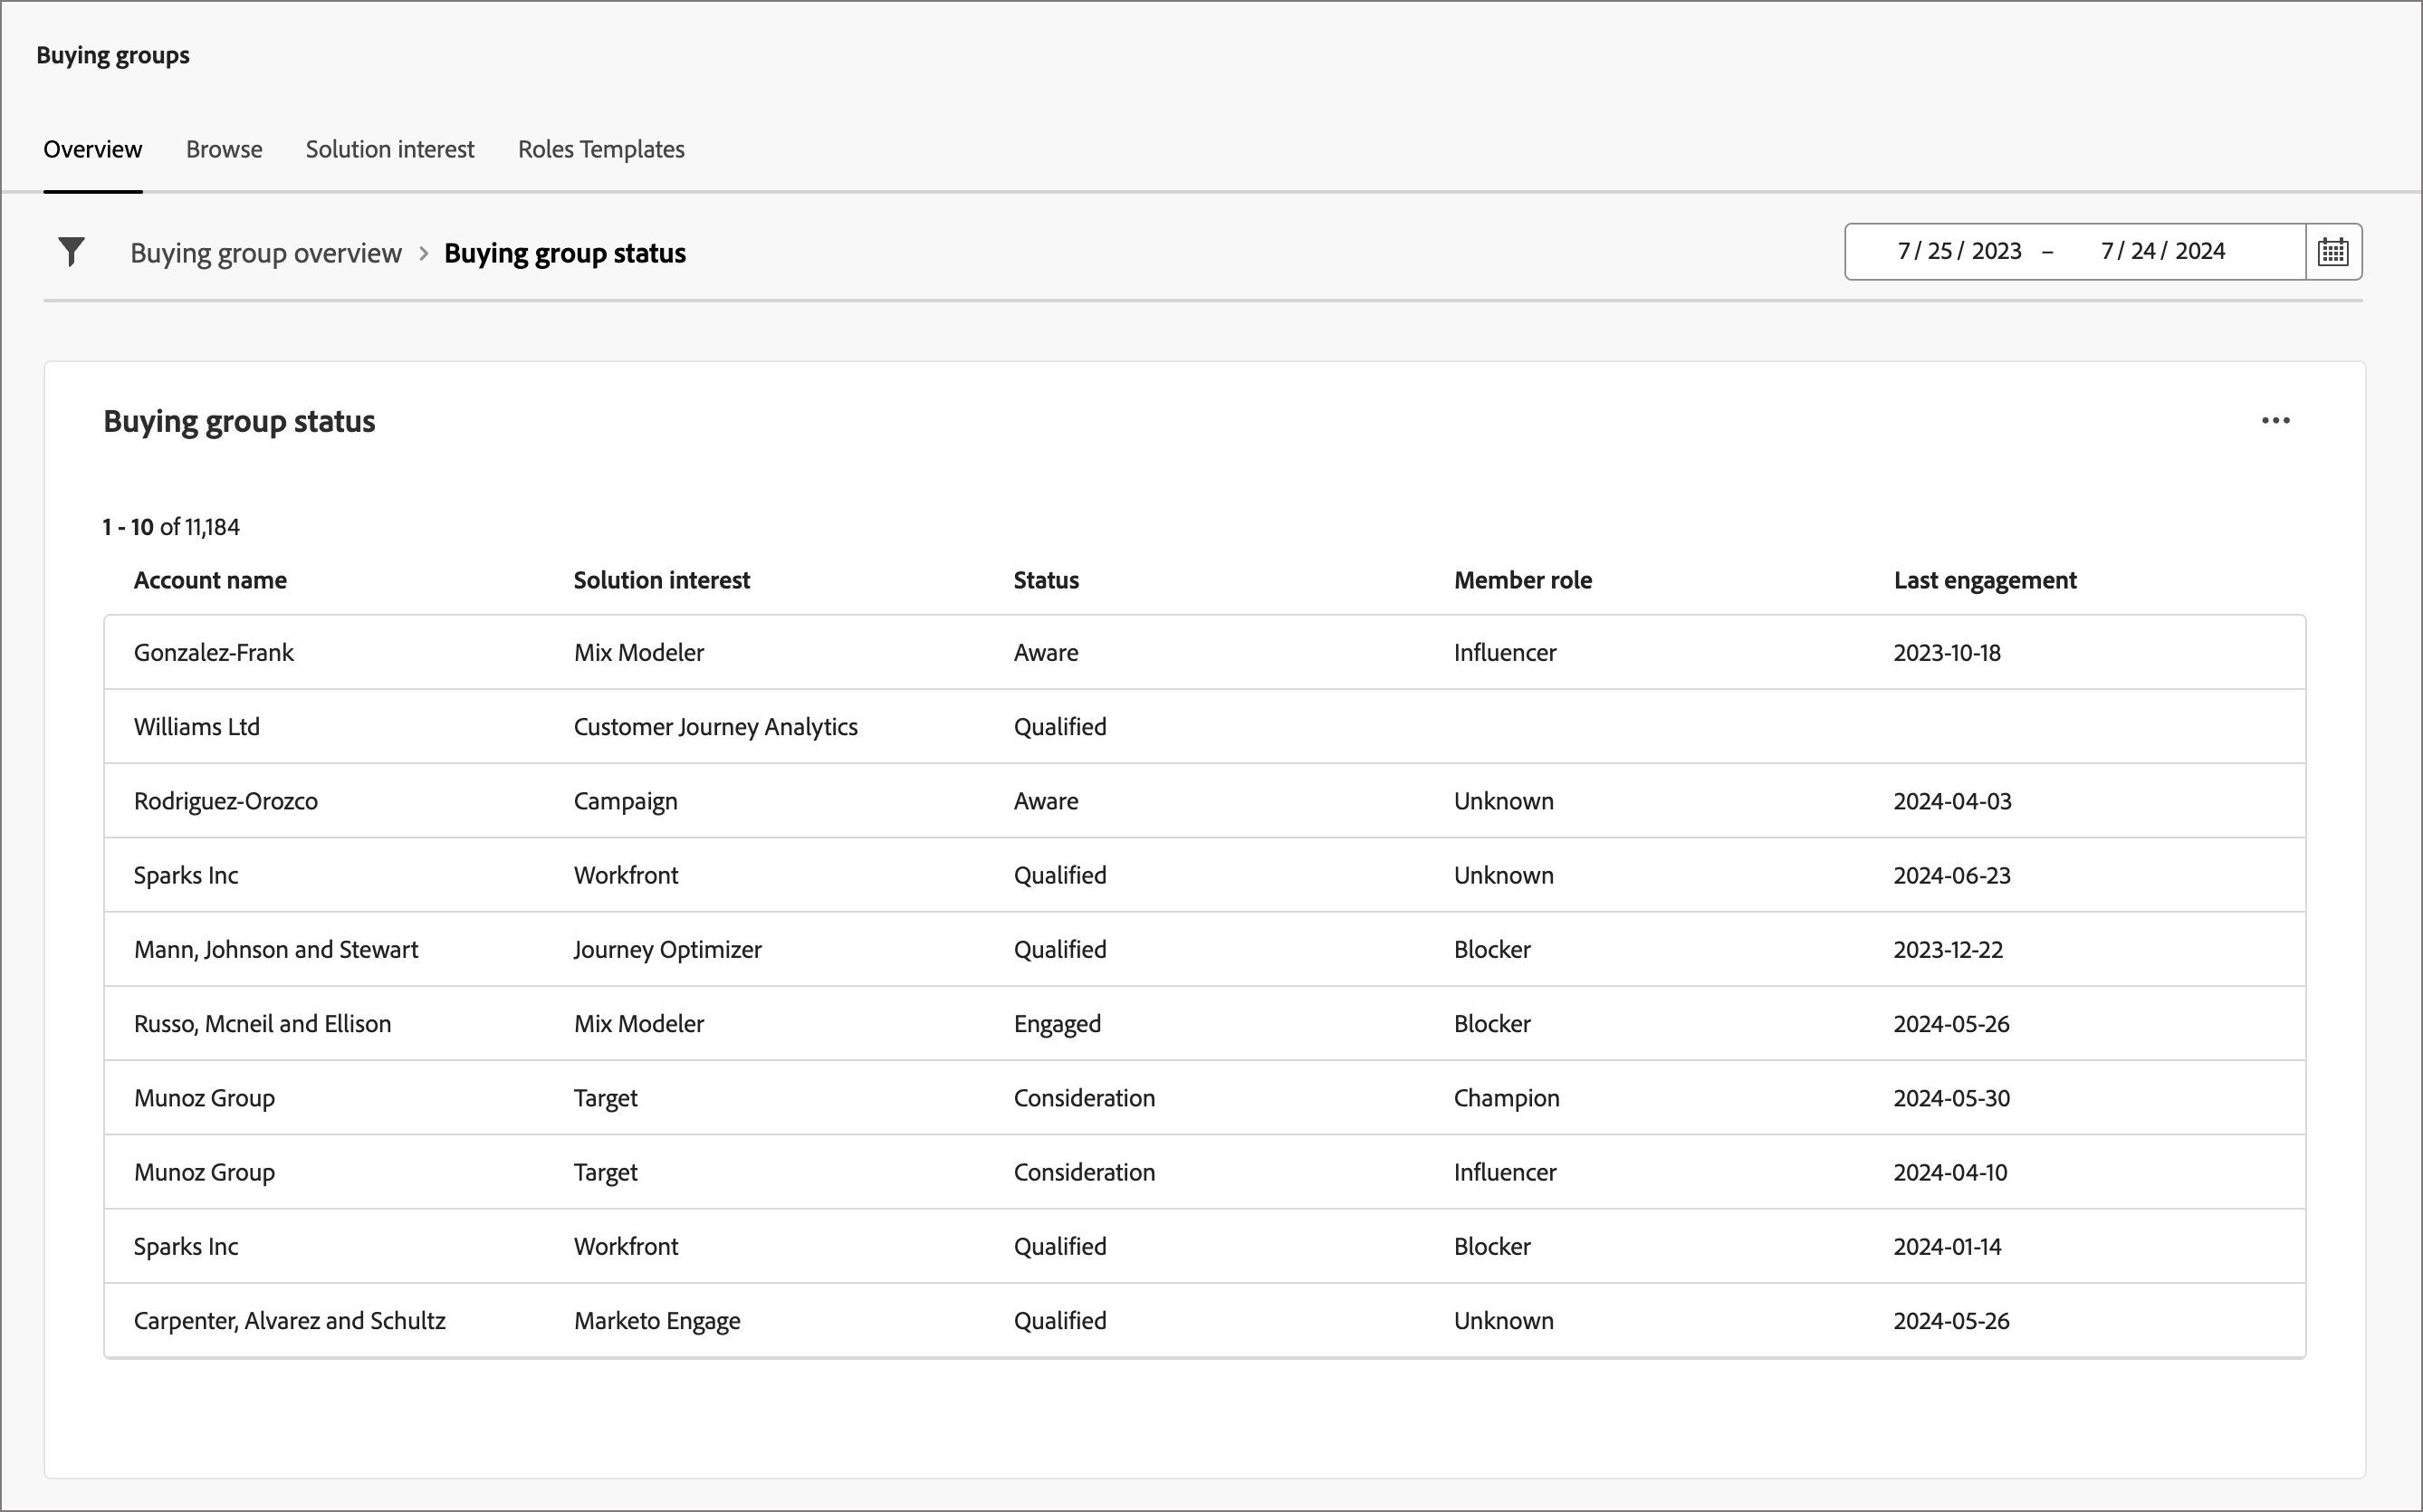 Buying groups
Overview Browse Solution interest Roles Templates
Buying group overview > Buying group status 7 / 25 / 2023 – 7 / 24 / 2024
Buying group status
1 - 10 of 11,184
Account name Solution interest Status Member role Last engagement
Gonzalez-Frank Mix Modeler Aware Influencer 2023-10-18
Williams Ltd Customer Journey Analytics Qualified
Rodriguez-Orozco Campaign Aware Unknown 2024-04-03
Sparks Inc Workfront Qualified Unknown 2024-06-23
Mann, Johnson and Stewart Journey Optimizer Qualified Blocker 2023-12-22
Russo, Mcneil and Ellison Mix Modeler Engaged Blocker 2024-05-26
Munoz Group Target Consideration Champion 2024-05-30
Munoz Group Target Consideration Influencer 2024-04-10
Sparks Inc Workfront Qualified Blocker 2024-01-14
Carpenter, Alvarez and Schultz Marketo Engage Qualified Unknown 2024-05-26